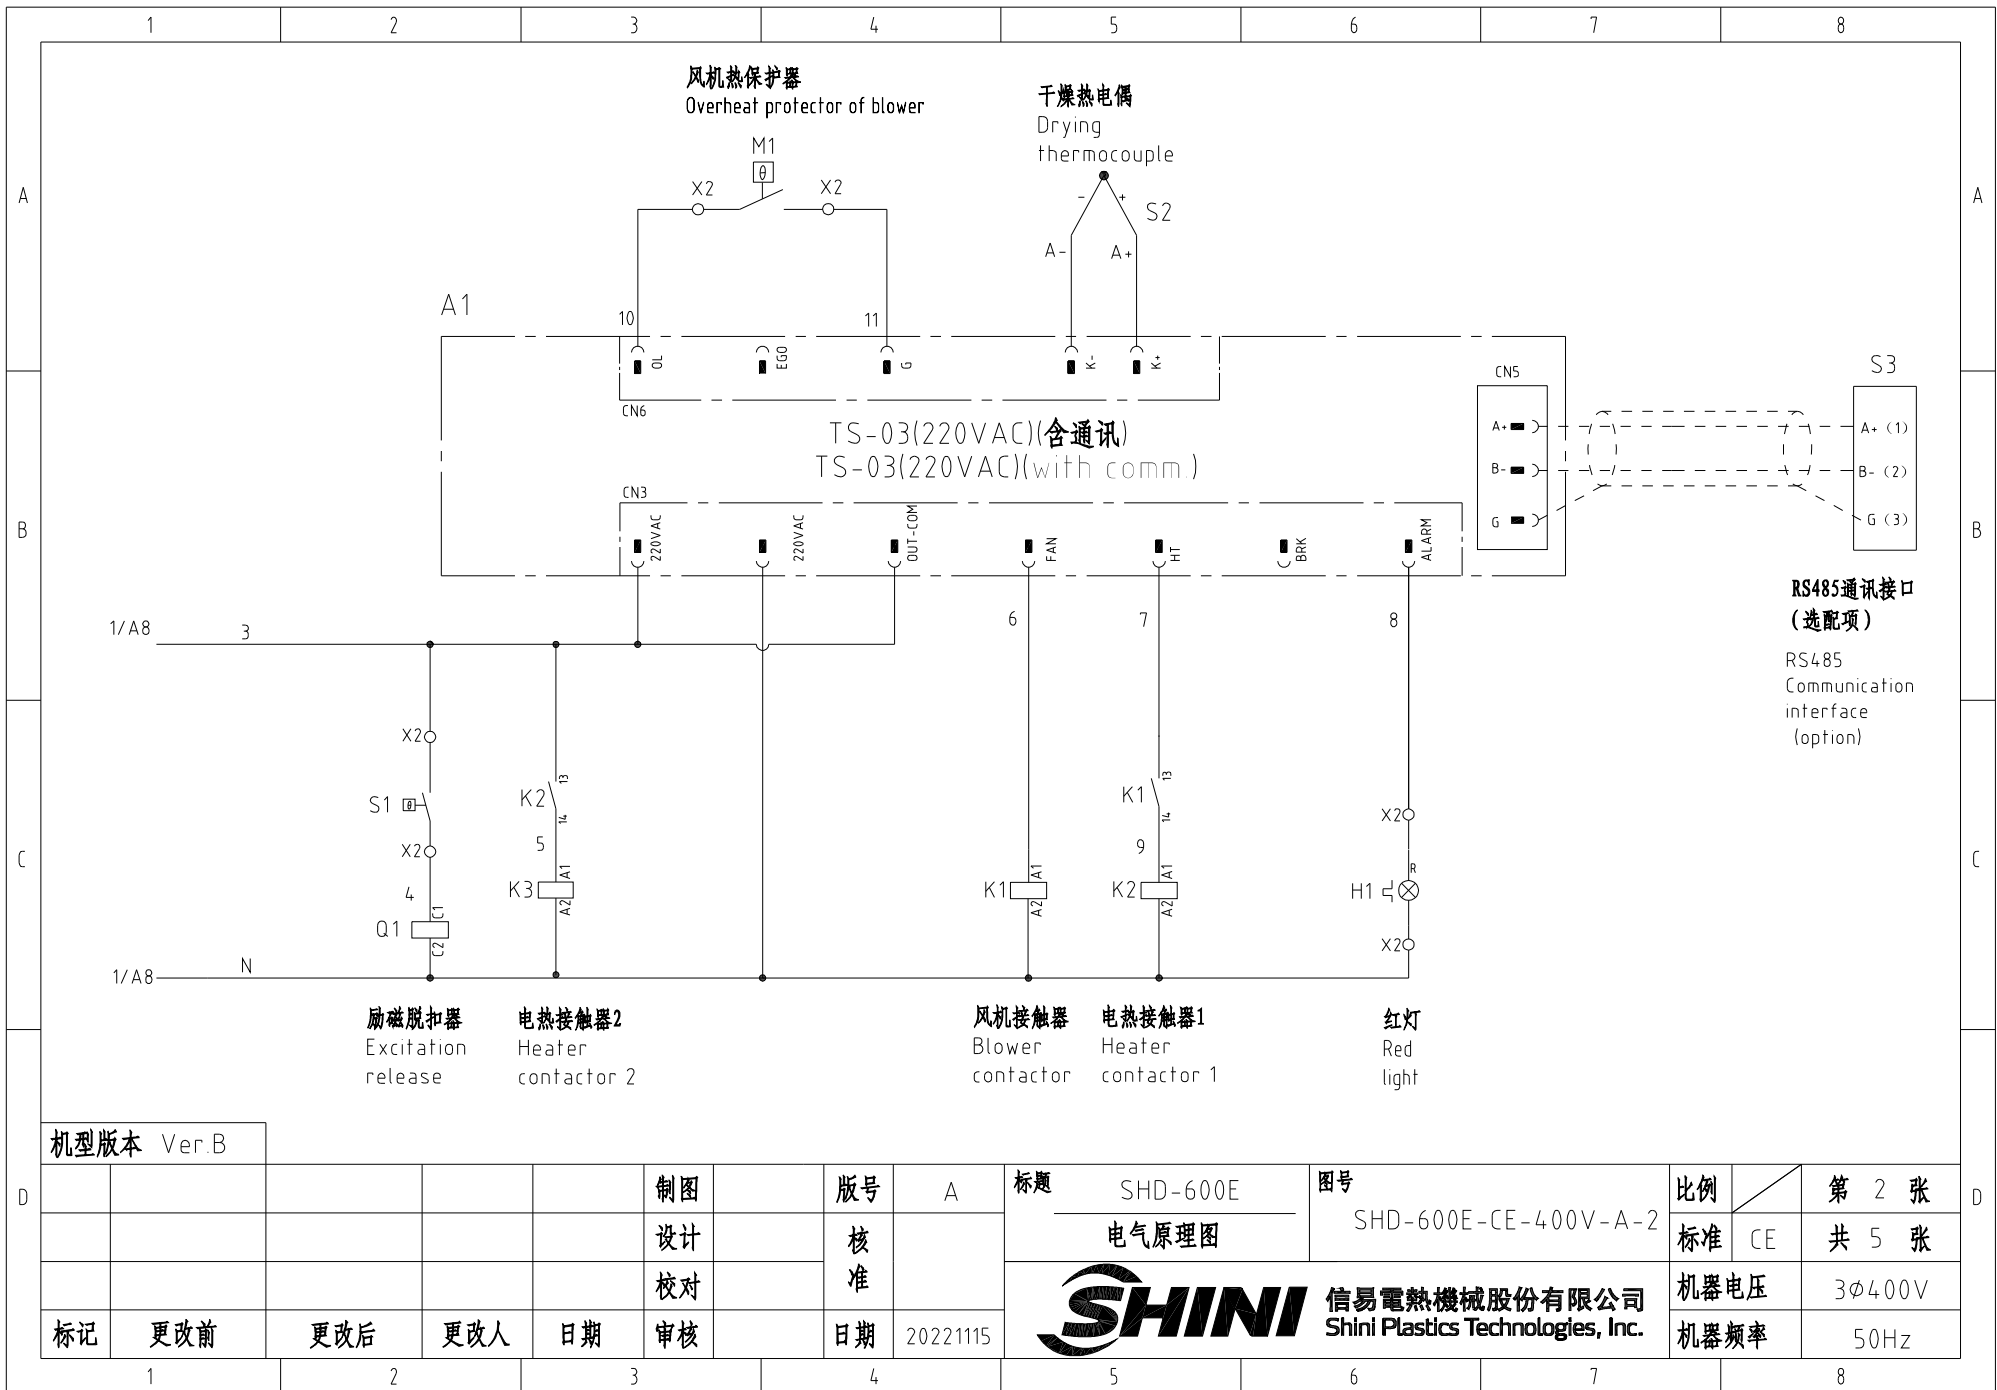 1 2 3 4 5 6 7 8
风机热保护器
Overheat protector of blower
M1
θ
X2
X2
干燥热电偶
Drying
thermocouple
- +
S2
A- A+
A
A
A1
10
11
OL
EGO
G
K-
K+
CN6
TS-03(220VAC)(含通讯)
TS-03(220VAC)(with comm.)
CN3
220VAC
220VAC
OUT-COM
FAN
HT
BRK
ALARM
CN5
A+
B-
G
S3
A+ (1)
B- (2)
G (3)
B
B
RS485通讯接口
(选配项)
RS485
Communication
interface
(option)
1/A8
3
6
7
8
X2
S1
θ
X2
4
Q1
C1
C2
K2
13
14
5
K3
A1
A2
K1
A1
A2
K1
13
14
9
K2
A1
A2
X2
H1
R
X2
C
C
1/A8
N
励磁脱扣器
Excitation
release
电热接触器2
Heater
contactor 2
风机接触器
Blower
contactor
电热接触器1
Heater
contactor 1
红灯
Red
light
机型版本 Ver.B
D
D
制图
设计
校对
标记 更改前 更改后 更改人 日期 审核
版号 A
核
准
日期 20221115
标题
SHD-600E
电气原理图
图号
SHD-600E-CE-400V-A-2
比例
第 2 张
标准 CE
共 5 张
机器电压 3Φ400V
机器频率 50Hz
SHINI
信易電熱機械股份有限公司
Shini Plastics Technologies, Inc.
1 2 3 4 5 6 7 8